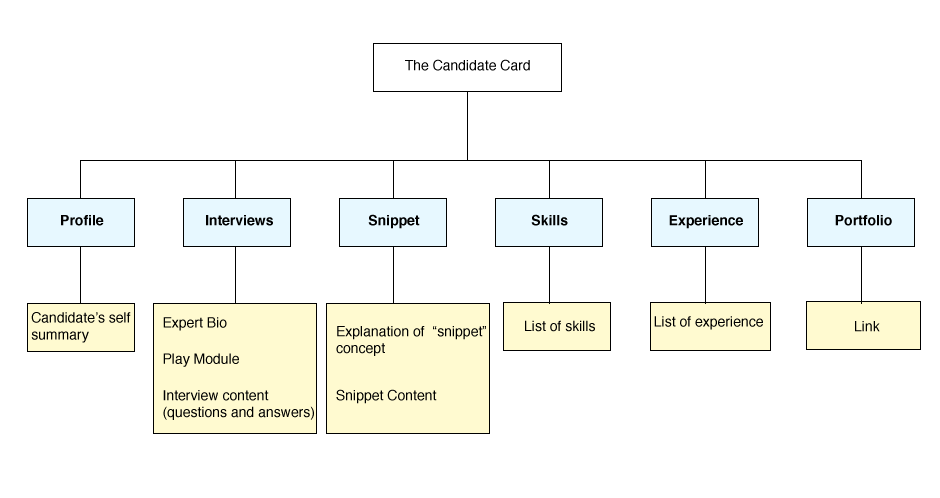 The Candidate Card
Profile
Interviews
Snippet
Skills
Experience
Portfolio
Candidate's self
summary
Expert Bio
Play Module
Interview content
(questions and answers)
Explanation of "snippet"
concept
Snippet Content
List of skills
List of experience
Link